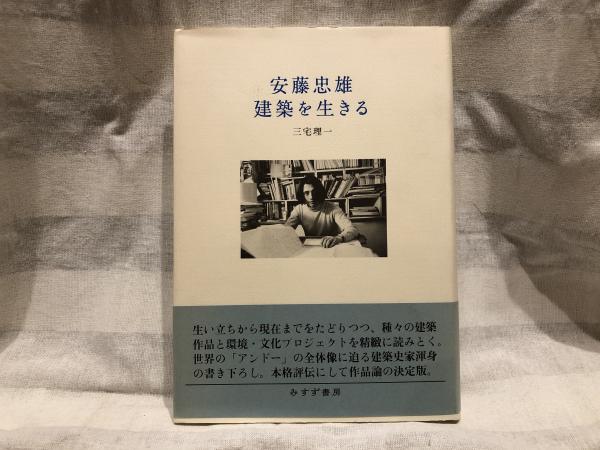 安藤忠雄
建築を生きる
三宅理一
生い立ちから現在までをたどりつつ、種々の建築
作品と環境・文化プロジェクトを精緻に読みとく。
世界の「アンドー」の全体像に迫る建築史家渾身
の書き下ろし。本格評伝にして作品論の決定版。
みすず書房